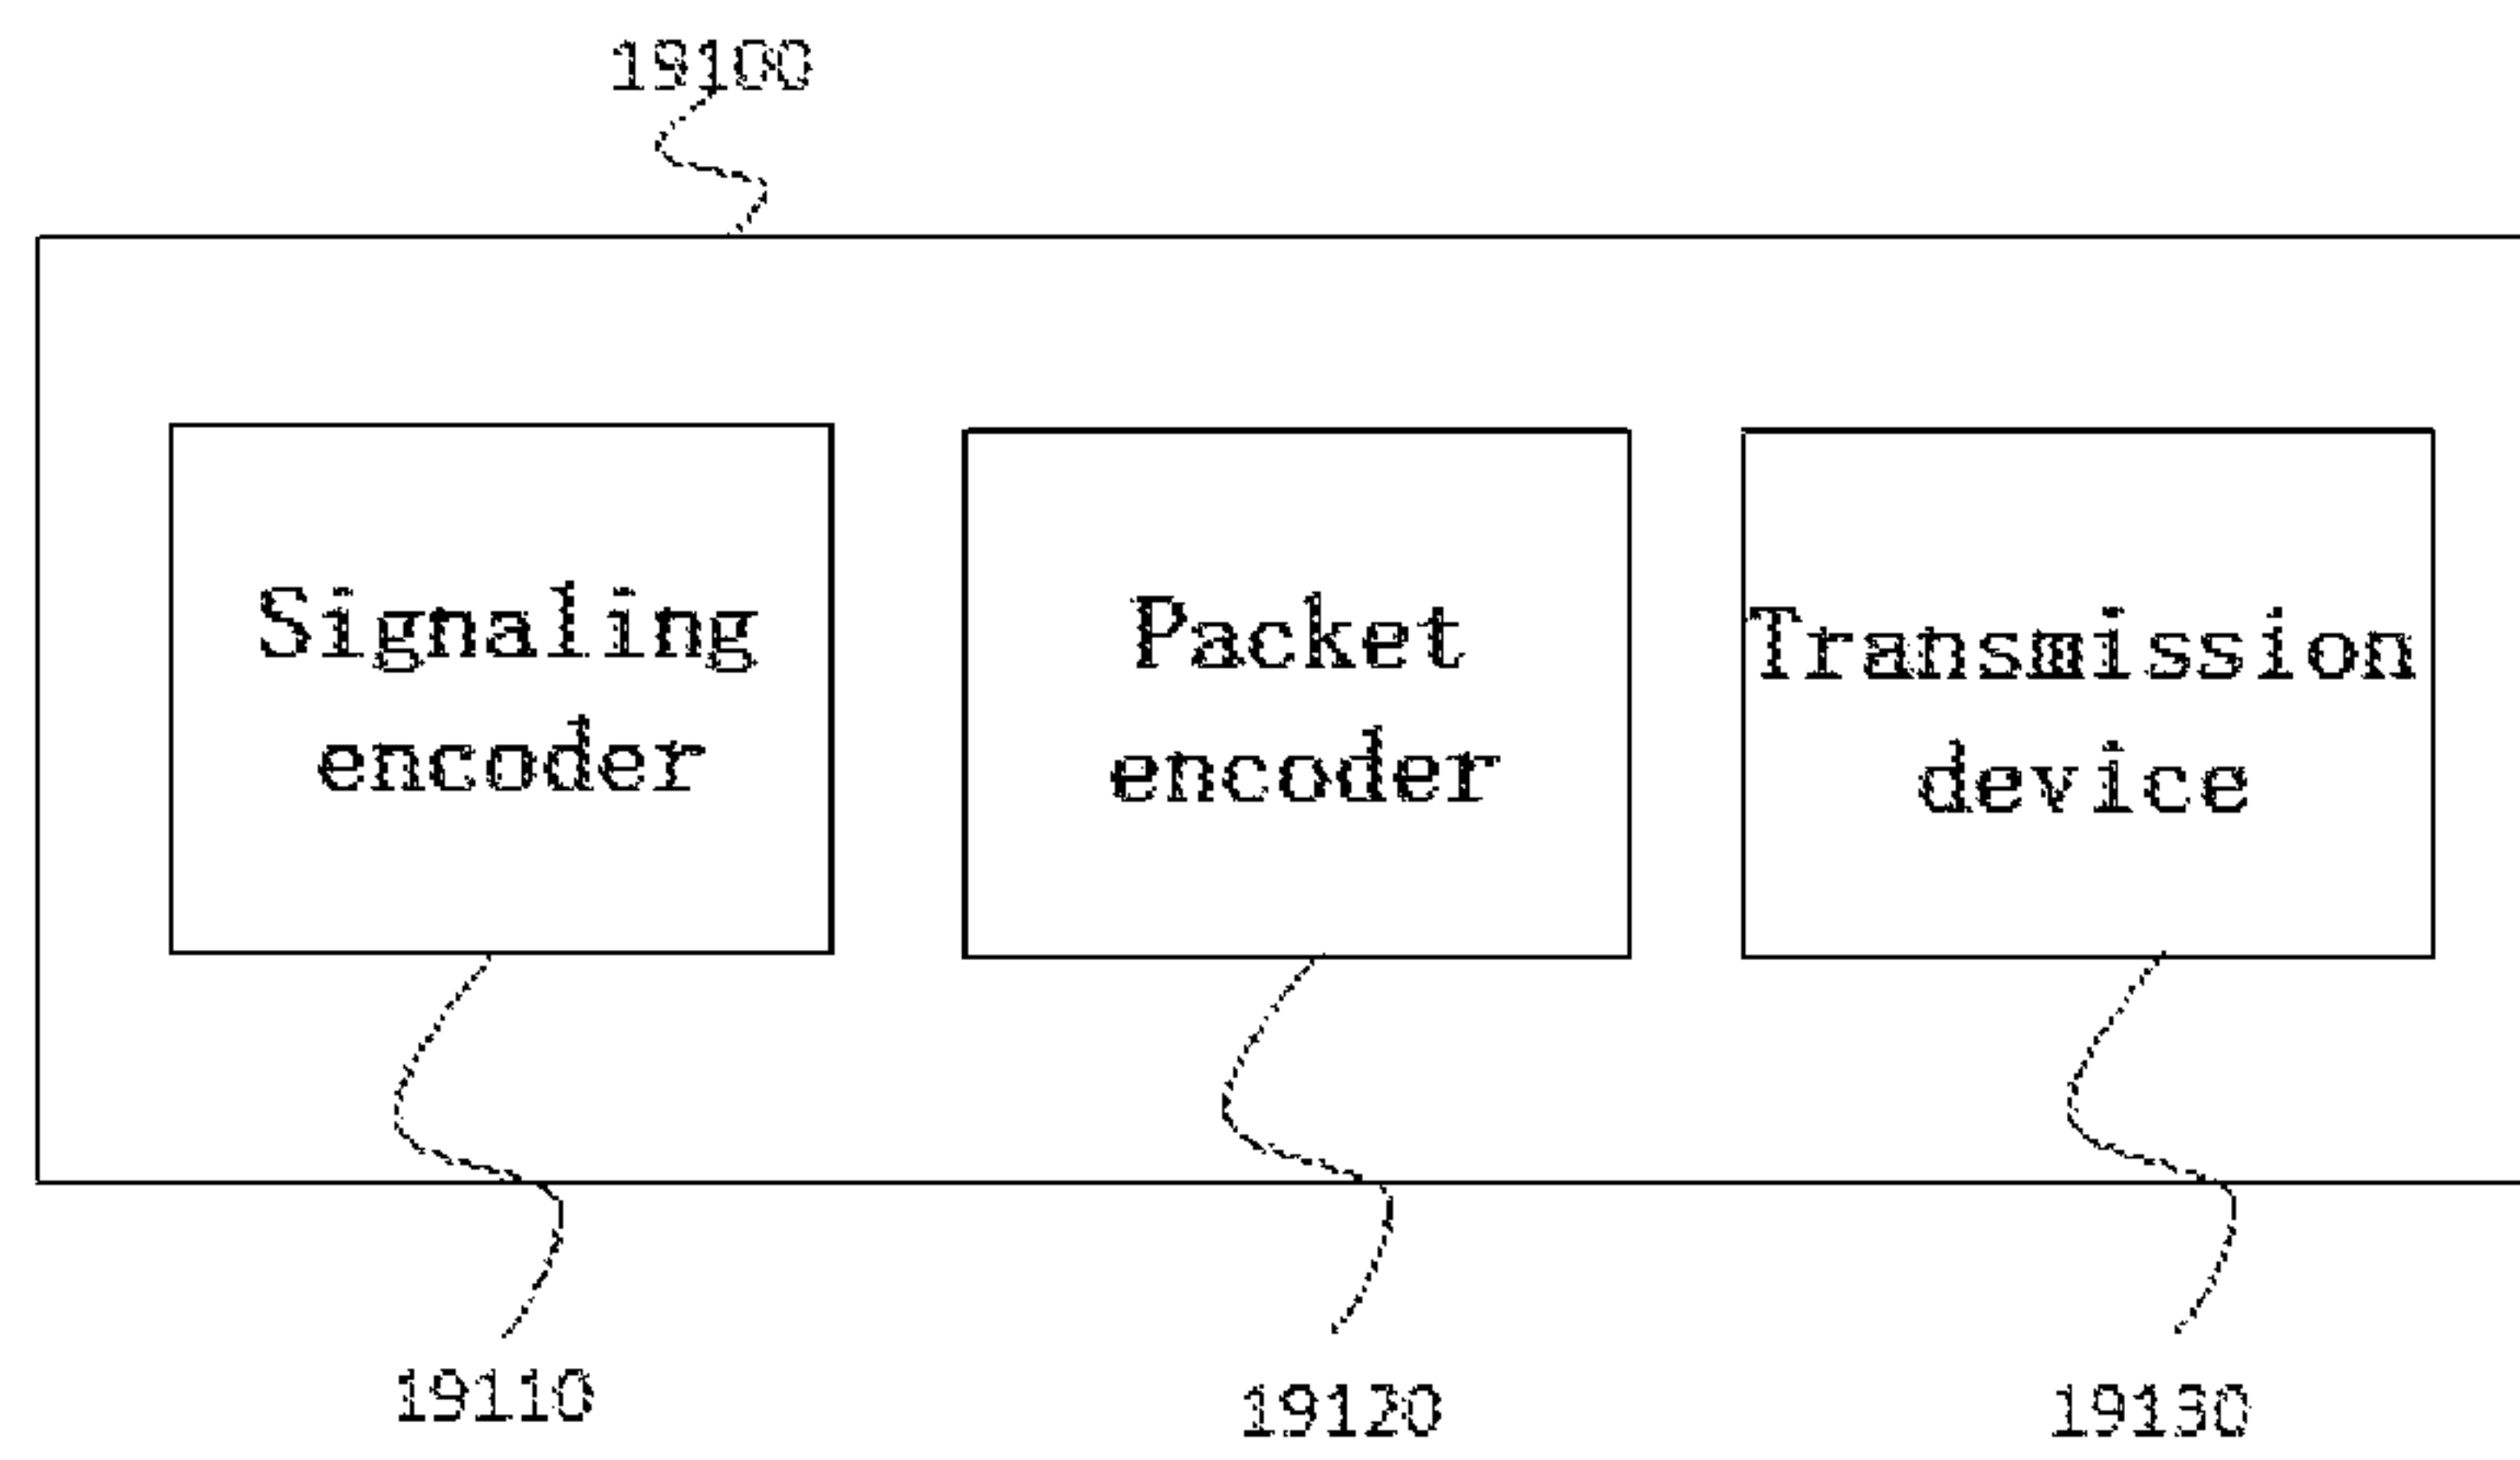 19100
Signaling
encoder
Packet
encoder
Transmission
device
19110
19120
19130